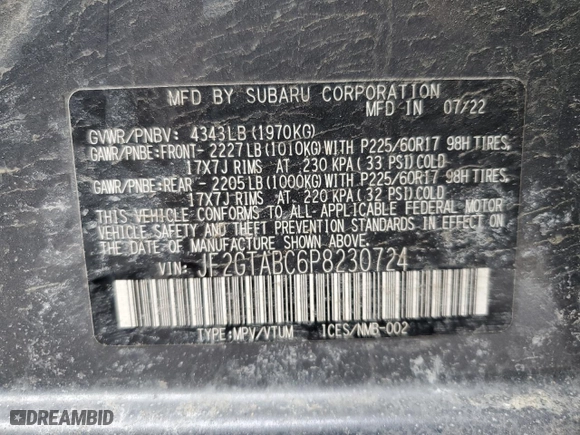 MFD BY SUBARU CORPORATION
MFD IN 07/22
GVWR/PNBV: 4343LB(1970KG)
GAWR/PNBE:FRONT- 2227LB(1010KG)WITH P225/60R17 98H TIRES,
17X7J RIMS AT 230 KPA(33 PSI)COLD
GAWR/PNBE:REAR - 2205LB(1000KG)WITH P225/60R17 98H TIRES,
17X7J RIMS AT 220 KPA(32 PSI)COLD
THIS VEHICLE CONFORMS TO ALL APPLICABLE FEDERAL MOTOR
VEHICLE SAFETY AND THEFT PREVENTION STANDARDS IN EFFECT
ON THE DATE OF MANUFACTURE SHOWN ABOVE.
VIN: JF2GTABC6P8230724
TYPE:MPV/VTUM ICES/NMB-002
DREAMBID